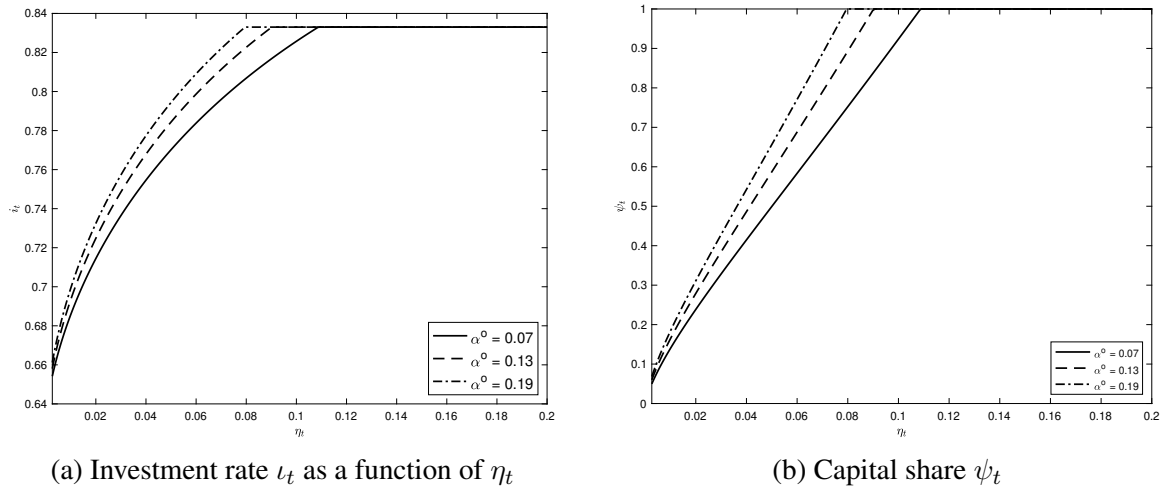 0.84
0.82
0.8
0.78
0.76
0.74
0.72
0.7
0.68
0.66
0.64
i_t
0.02 0.04 0.06 0.08 0.1 0.12 0.14 0.16 0.18 0.2
η_t
α^o = 0.07
α^o = 0.13
α^o = 0.19
(a) Investment rate ι_t as a function of η_t
1
0.9
0.8
0.7
0.6
0.5
0.4
0.3
0.2
0.1
0
ψ_t
0.02 0.04 0.06 0.08 0.1 0.12 0.14 0.16 0.18 0.2
η_t
α^o = 0.07
α^o = 0.13
α^o = 0.19
(b) Capital share ψ_t